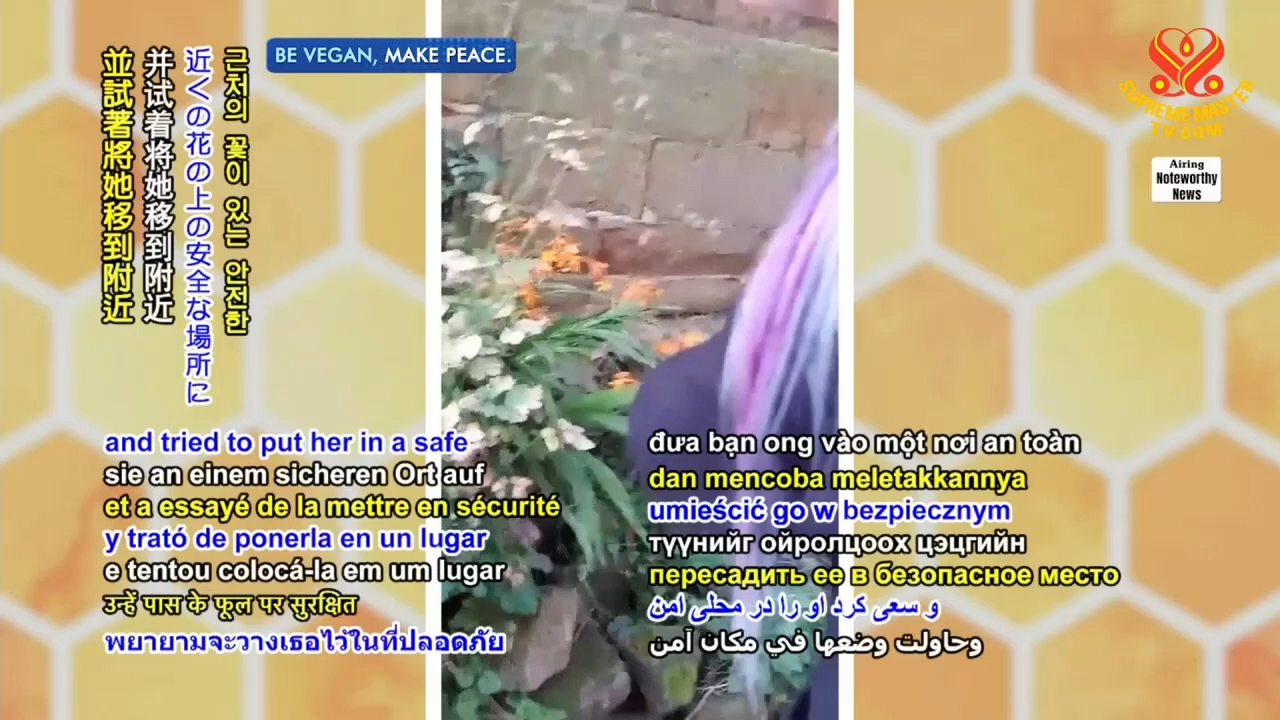 BE VEGAN, MAKE PEACE.
SUPREME MASTER
TV.COM
Airing
Noteworthy
News
근처의 꽃이 있는 안전한
近くの花の上の安全な場所に
并试着将她移到附近
並試著將她移到附近
and tried to put her in a safe
sie an einem sicheren Ort auf
et a essayé de la mettre en sécurité
y trató de ponerla en un lugar
e tentou colocá-la em um lugar
उन्हें पास के फूल पर सुरक्षित
พยายามจะวางเธอไว้ในที่ปลอดภัย
đưa bạn ong vào một nơi an toàn
dan mencoba meletakkannya
umieścić go w bezpiecznym
түүнийг ойролцоох цэцгийн
пересадить ее в безопасное место
و سعی کرد او را در محلی امن
وحاولت وضعها في مكان آمن